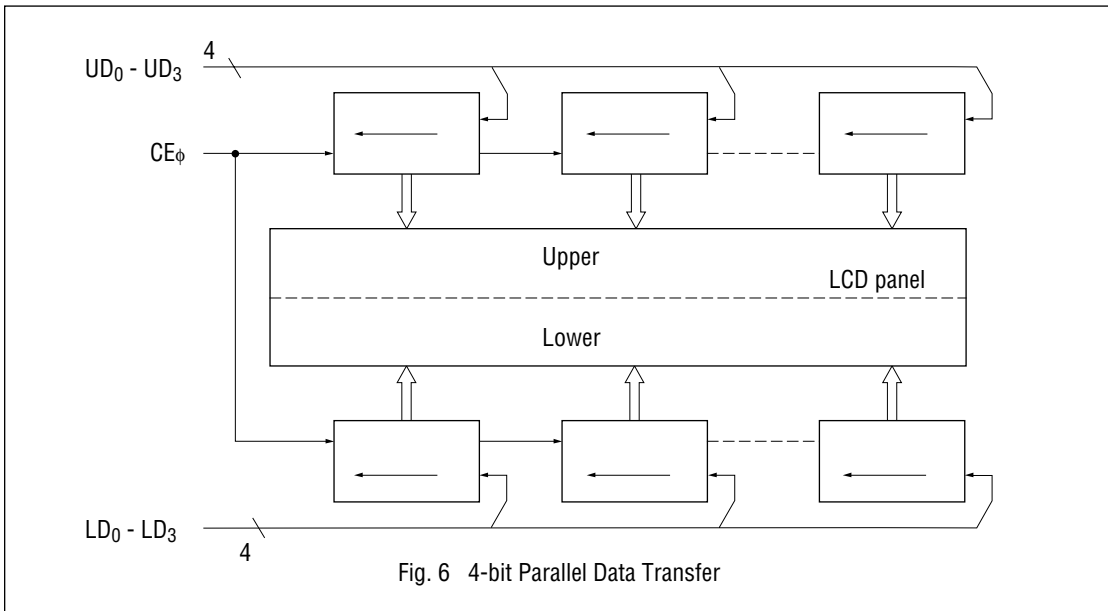 4
UD₀ - UD₃
CEϕ
Upper
LCD panel
Lower
LD₀ - LD₃
4
Fig. 6 4-bit Parallel Data Transfer